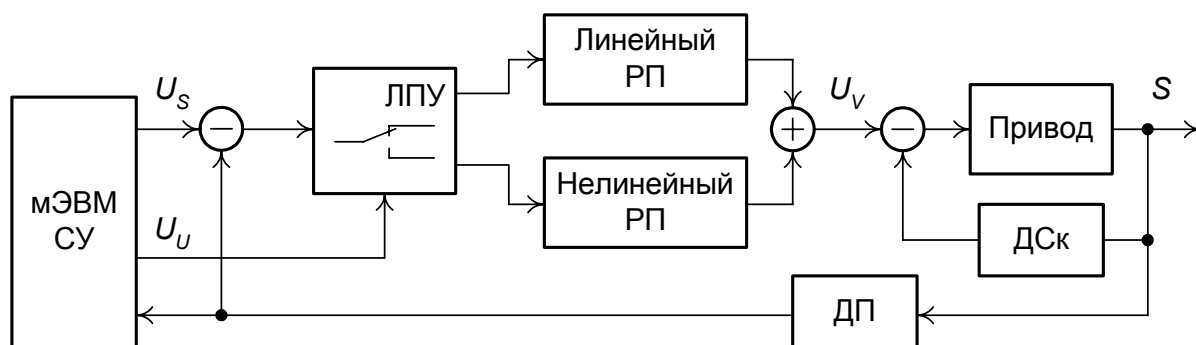 Линейный
РП
U_S
ЛПУ
U_V
S
−
+
−
Привод
мЭВМ
СУ
U_U
Нелинейный
РП
ДСк
ДП